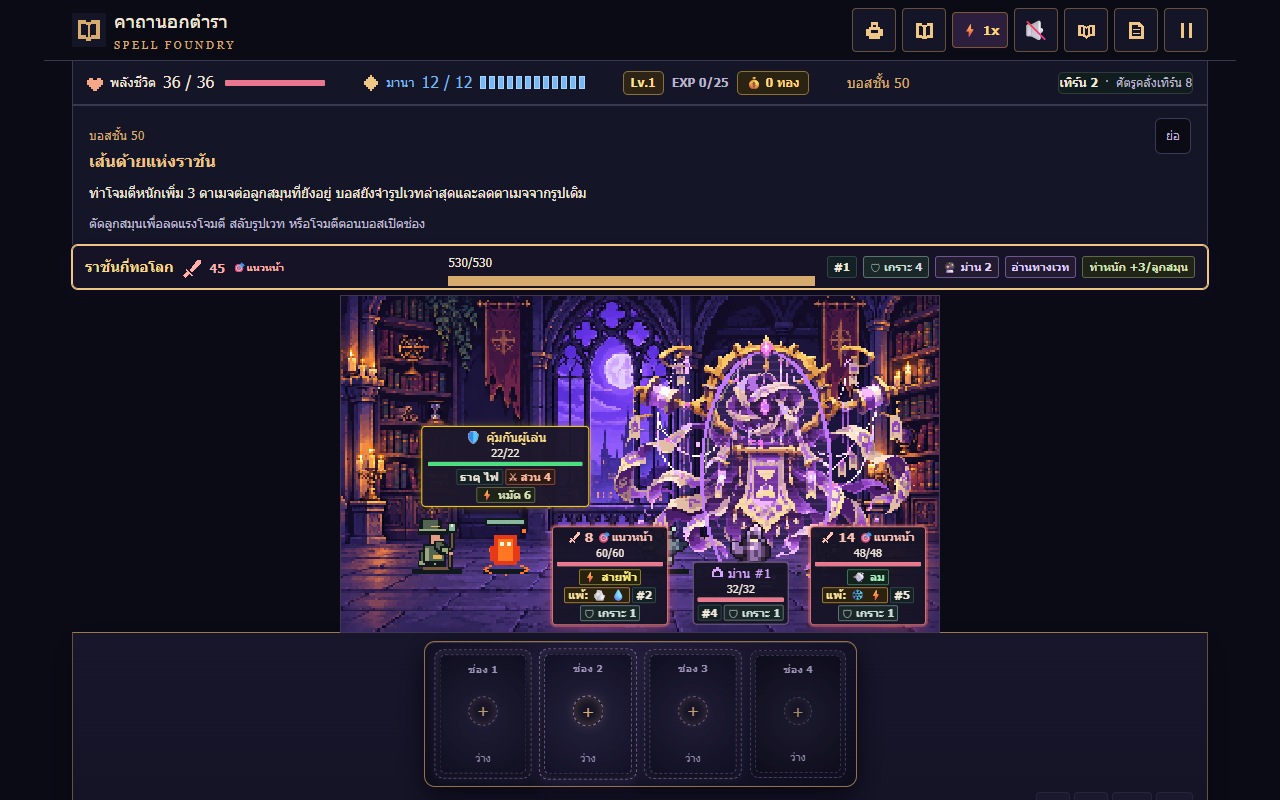 คาถานอกตำรา
SPELL FOUNDRY
1x
พลังชีวิต 36 / 36
มานา 12 / 12
Lv.1 EXP 0/25 0 ทอง
บอสชั้น 50
เทิร์น 2 · ศัตรูคลั่งเทิร์น 8
บอสชั้น 50
ย่อ
เส้นด้ายแห่งราชัน
ท่าโจมตีหนักเพิ่ม 3 ดาเมจต่อลูกสมุนที่ยังอยู่ บอสยังจำรูปเวทล่าสุดและลดดาเมจจากรูปเดิม
ตัดลูกสมุนเพื่อลดแรงโจมตี สลับรูปเวท หรือโจมตีตอนบอสเปิดช่อง
ราชันกี่ทอโลก 45 แนวหน้า
530/530
#1 เกราะ 4 ม่าน 2 อ่านทางเวท ท่าหนัก +3/ลูกสมุน
คุ้มกันผู้เล่น
22/22
ธาตุ ไฟ สวน 4
หมัด 6
8 แนวหน้า
60/60
สายฟ้า
แพ้: #2
เกราะ 1
ม่าน #1
32/32
#4 เกราะ 1
14 แนวหน้า
48/48
ลม
แพ้: #5
เกราะ 1
ช่อง 1
+
ว่าง
ช่อง 2
+
ว่าง
ช่อง 3
+
ว่าง
ช่อง 4
+
ว่าง